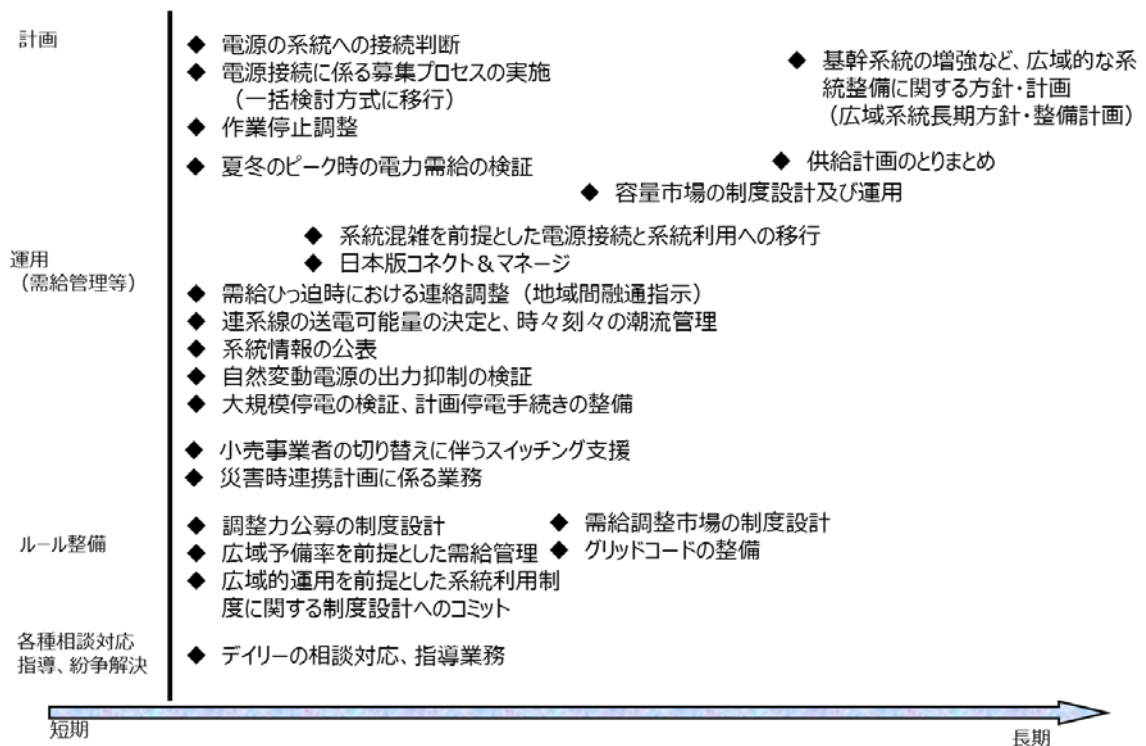 計画
◆ 電源の系統への接続判断
◆ 電源接続に係る募集プロセスの実施
（一括検討方式に移行）
◆ 作業停止調整
◆ 基幹系統の増強など、広域的な系
統整備に関する方針・計画
（広域系統長期方針・整備計画）
◆ 夏冬のピーク時の電力需給の検証
◆ 供給計画のとりまとめ
◆ 容量市場の制度設計及び運用
運用
（需給管理等）
◆ 系統混雑を前提とした電源接続と系統利用への移行
◆ 日本版コネクト＆マネージ
◆ 需給ひっ迫時における連絡調整（地域間融通指示）
◆ 連系線の送電可能量の決定と、時々刻々の潮流管理
◆ 系統情報の公表
◆ 自然変動電源の出力抑制の検証
◆ 大規模停電の検証、計画停電手続きの整備
◆ 小売事業者の切り替えに伴うスイッチング支援
◆ 災害時連携計画に係る業務
ルール整備
◆ 調整力公募の制度設計
◆ 広域予備率を前提とした需給管理
◆ 広域的運用を前提とした系統利用制
度に関する制度設計へのコミット
◆ 需給調整市場の制度設計
◆ グリッドコードの整備
各種相談対応
指導、紛争解決
◆ デイリーの相談対応、指導業務
短期
長期